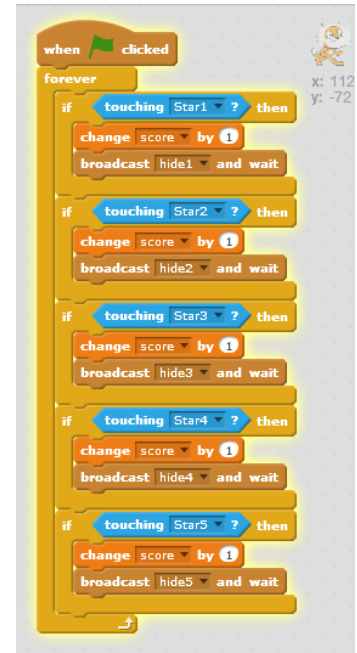 when clicked
forever
x: 112
y: -72
if touching Star1 ? then
change score by 1
broadcast hide1 and wait
if touching Star2 ? then
change score by 1
broadcast hide2 and wait
if touching Star3 ? then
change score by 1
broadcast hide3 and wait
if touching Star4 ? then
change score by 1
broadcast hide4 and wait
if touching Star5 ? then
change score by 1
broadcast hide5 and wait